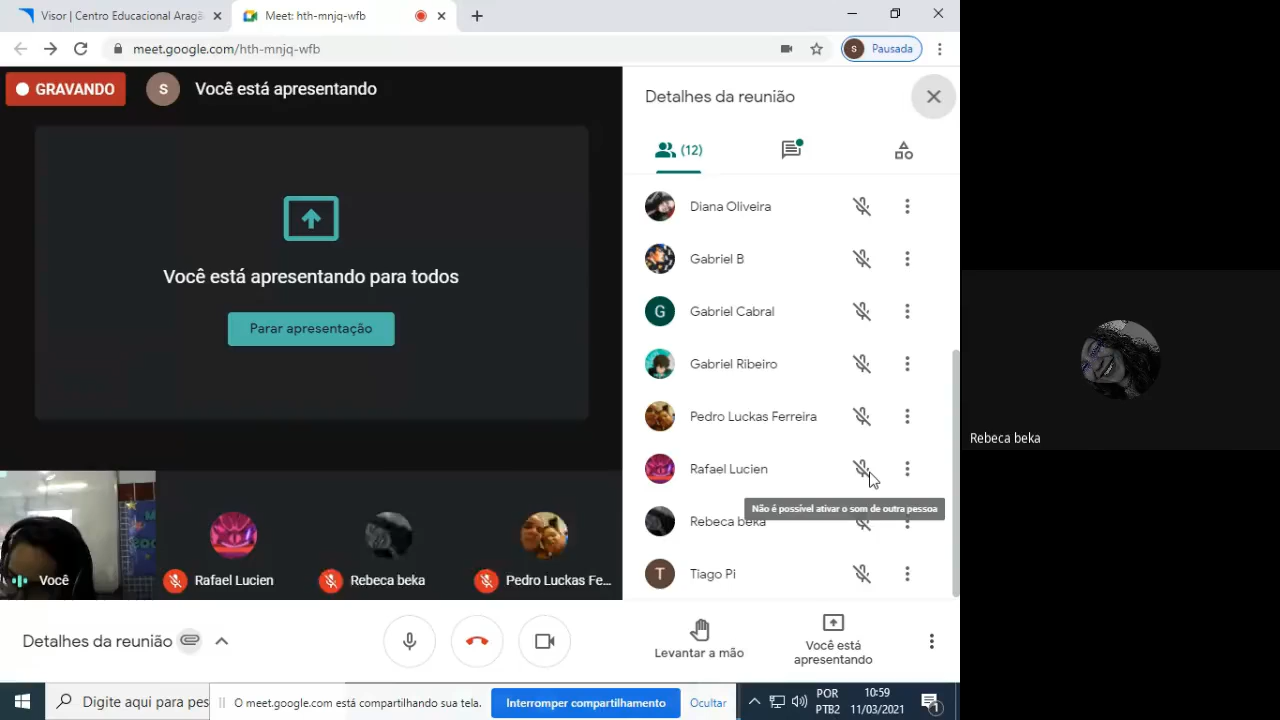 Visor | Centro Educacional Aragã
Meet: hth-mnjq-wfb
meet.google.com/hth-mnjq-wfb
S
Pausada
GRAVANDO
S
Você está apresentando
Você está apresentando para todos
Parar apresentação
Você
Rafael Lucien
Rebeca beka
Pedro Luckas Fe...
Detalhes da reunião
(12)
Diana Oliveira
Gabriel B
G
Gabriel Cabral
Gabriel Ribeiro
Pedro Luckas Ferreira
Rafael Lucien
Não é possível ativar o som de outra pessoa
Rebeca beka
T
Tiago Pi
Detalhes da reunião
Levantar a mão
Você está
apresentando
Digite aqui para pes
O meet.google.com está compartilhando sua tela.
Interromper compartilhamento
Ocultar
POR
PTB2
10:59
11/03/2021
1
Rebeca beka